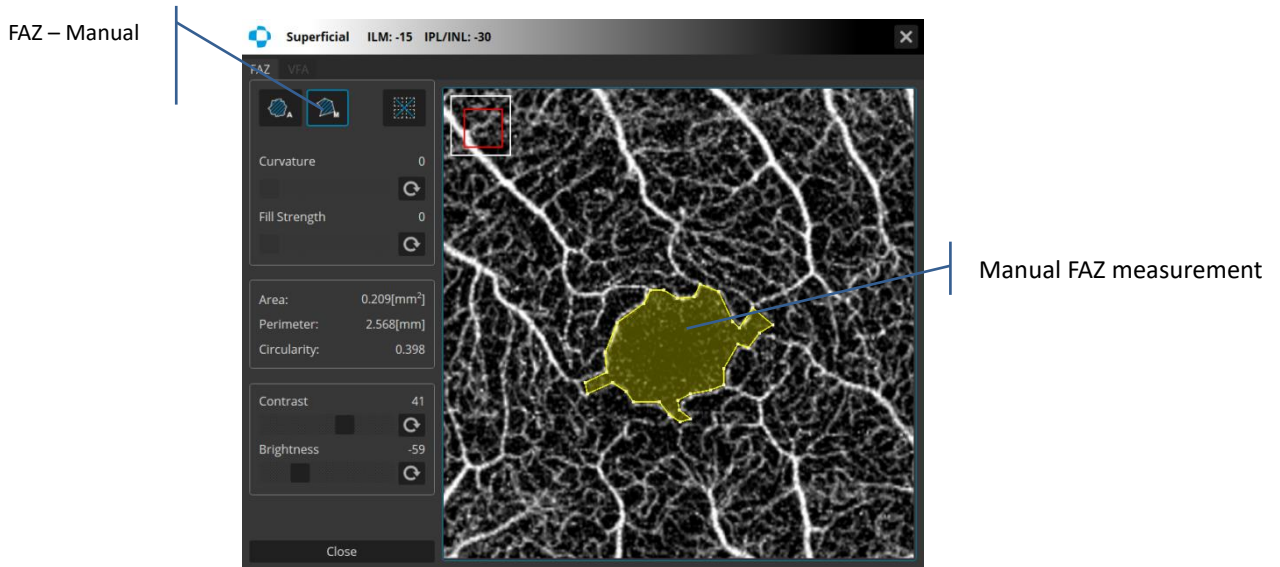 FAZ – Manual
Superficial ILM: -15 IPL/INL: -30
FAZ VFA
A M
Curvature 0
Fill Strength 0
Area: 0.209[mm²]
Perimeter: 2.568[mm]
Circularity: 0.398
Contrast 41
Brightness -59
Close
Manual FAZ measurement